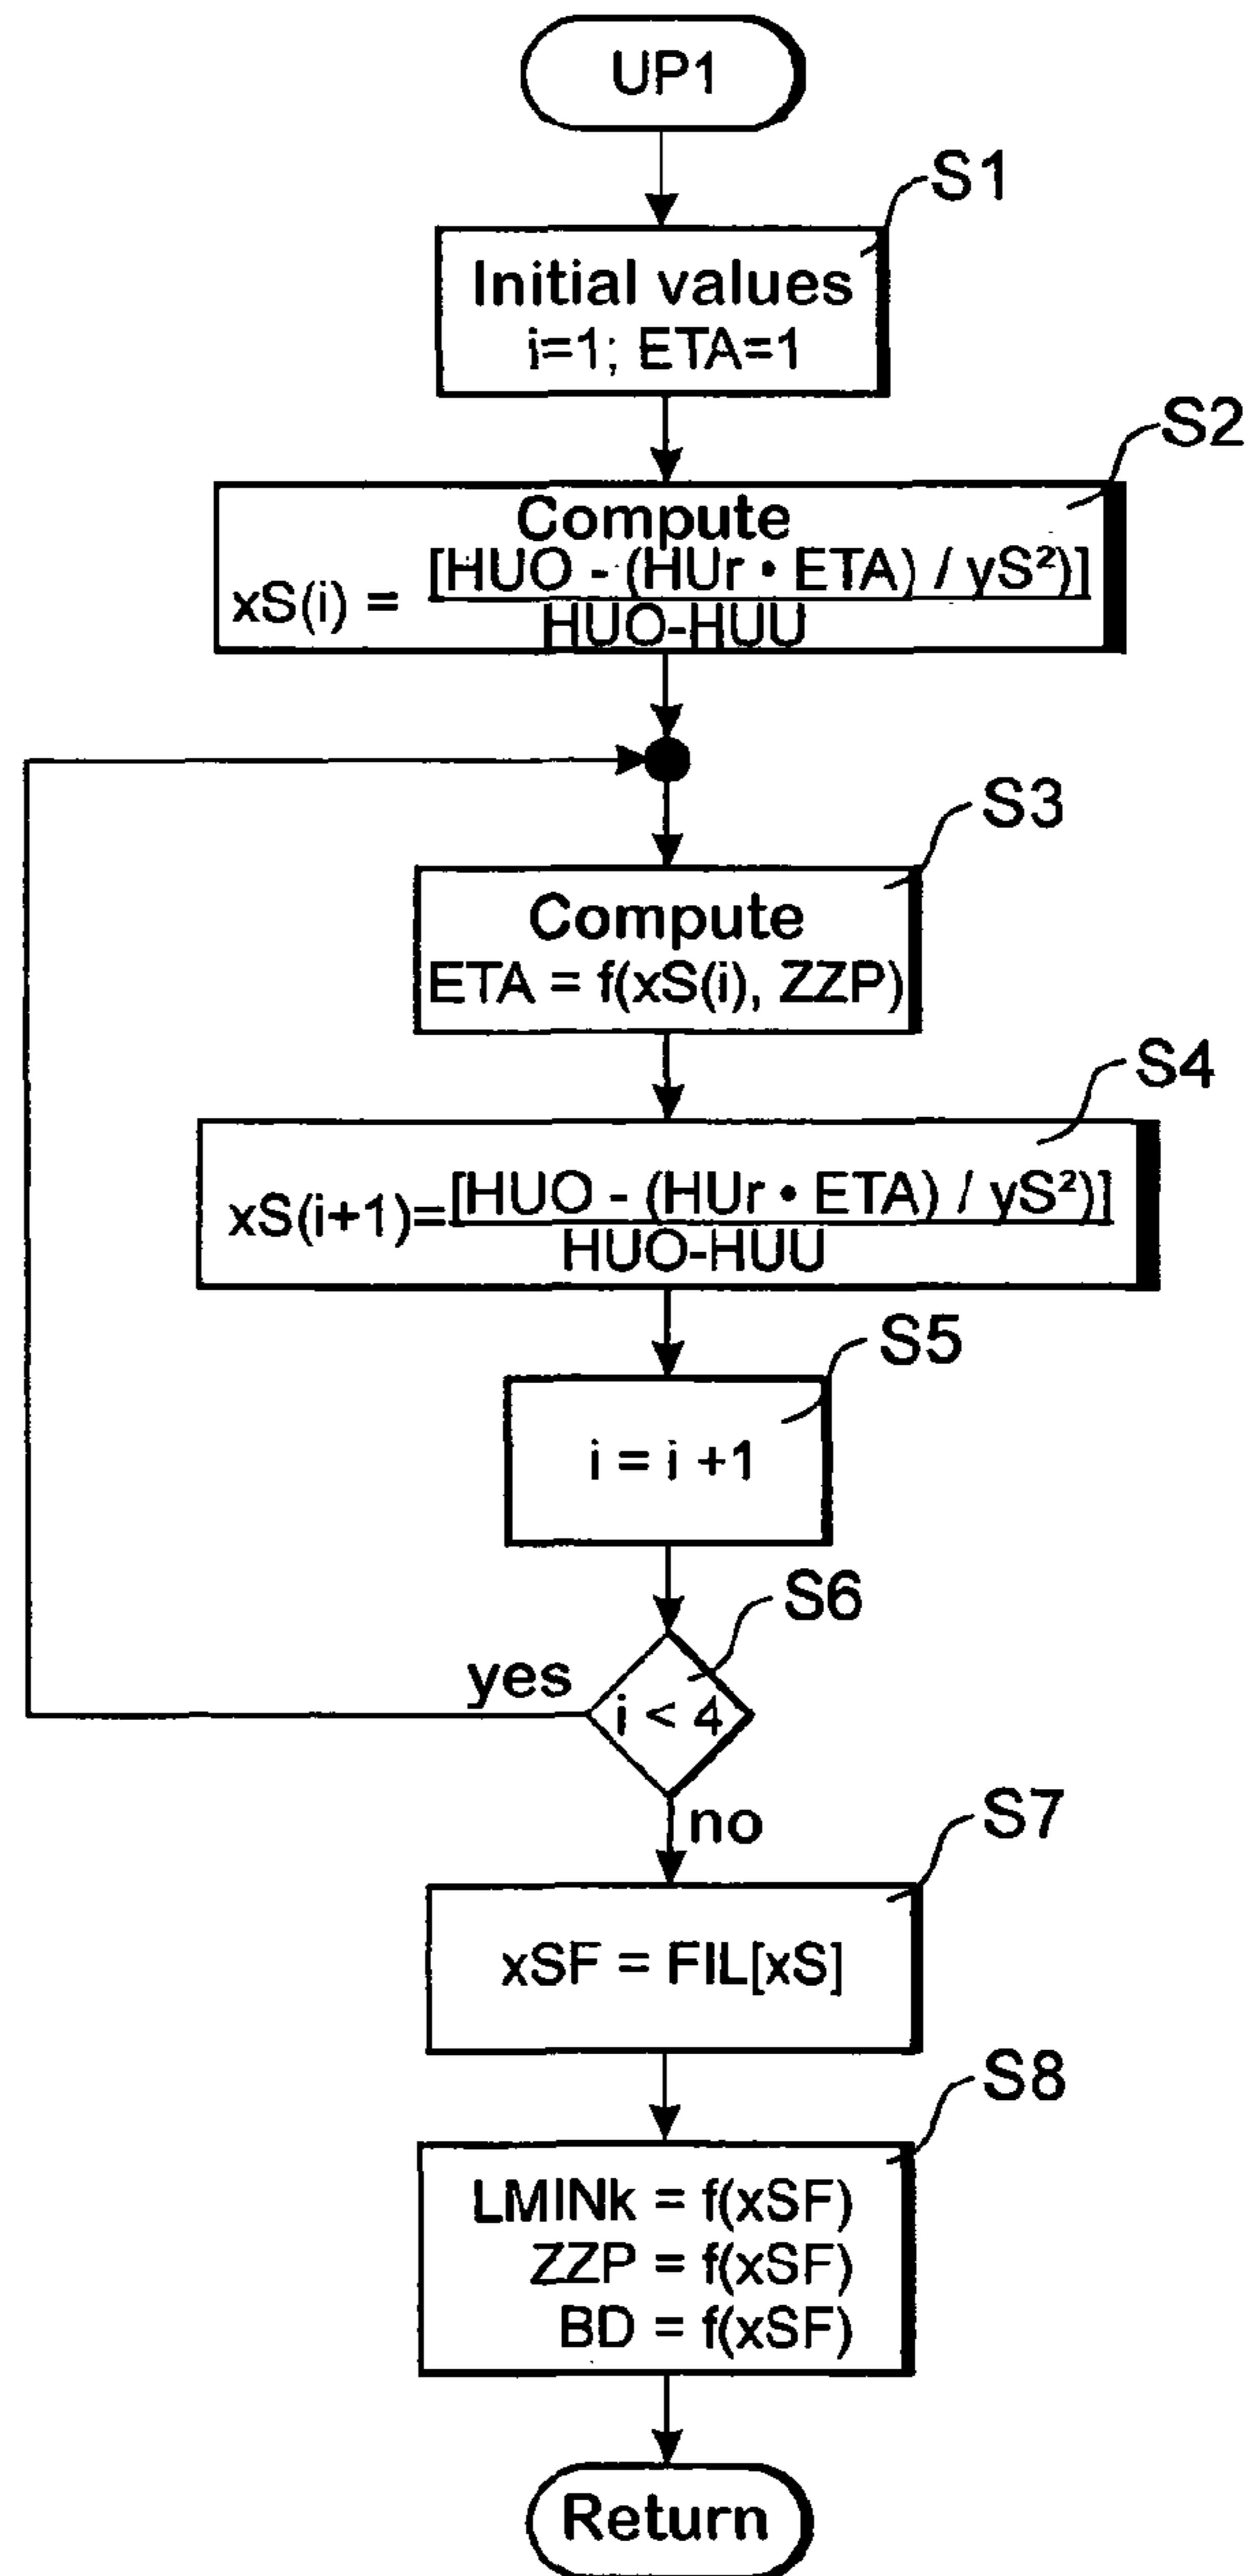 UP1
S1
Initial values
i=1; ETA=1
S2
Compute
xS(i) = [HUO - (HUr • ETA) / yS²)]
HUO-HUU
S3
Compute
ETA = f(xS(i), ZZP)
S4
xS(i+1)=[HUO - (HUr • ETA) / yS²)]
HUO-HUU
S5
i = i +1
S6
yes
i < 4
no
S7
xSF = FIL[xS]
S8
LMINk = f(xSF)
ZZP = f(xSF)
BD = f(xSF)
Return